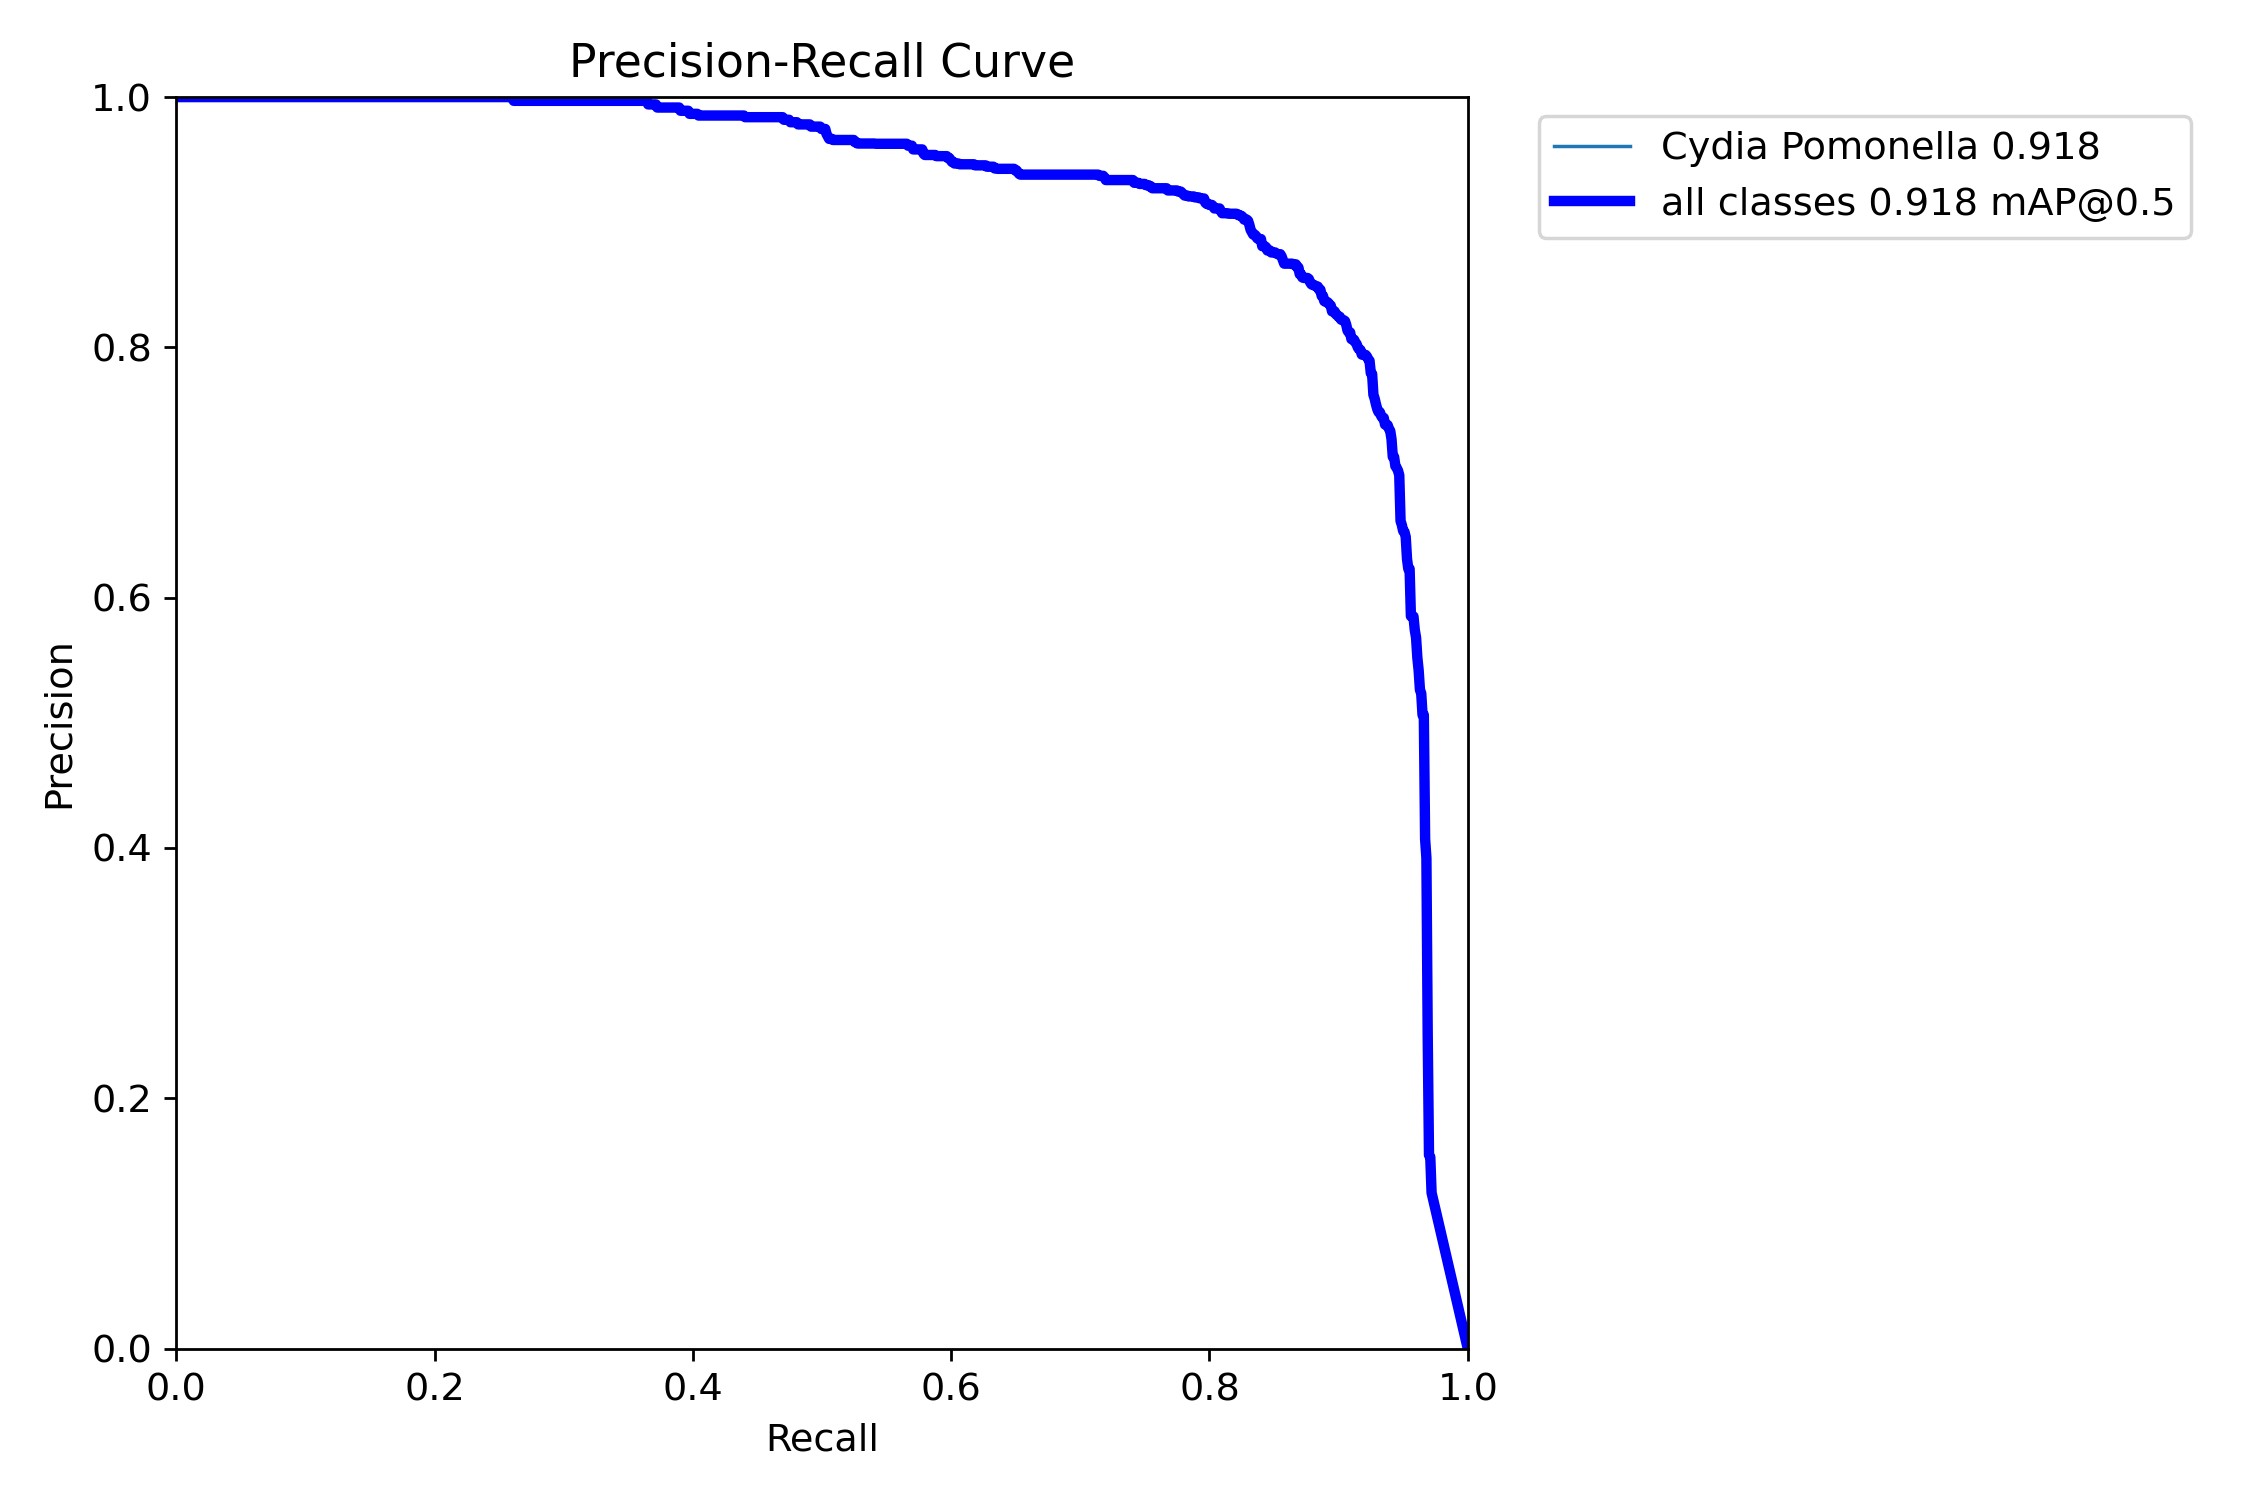 Precision-Recall Curve
Cydia Pomonella 0.918
all classes 0.918 mAP@0.5
Precision
1.0
0.8
0.6
0.4
0.2
0.0
0.0 0.2 0.4 0.6 0.8 1.0
Recall